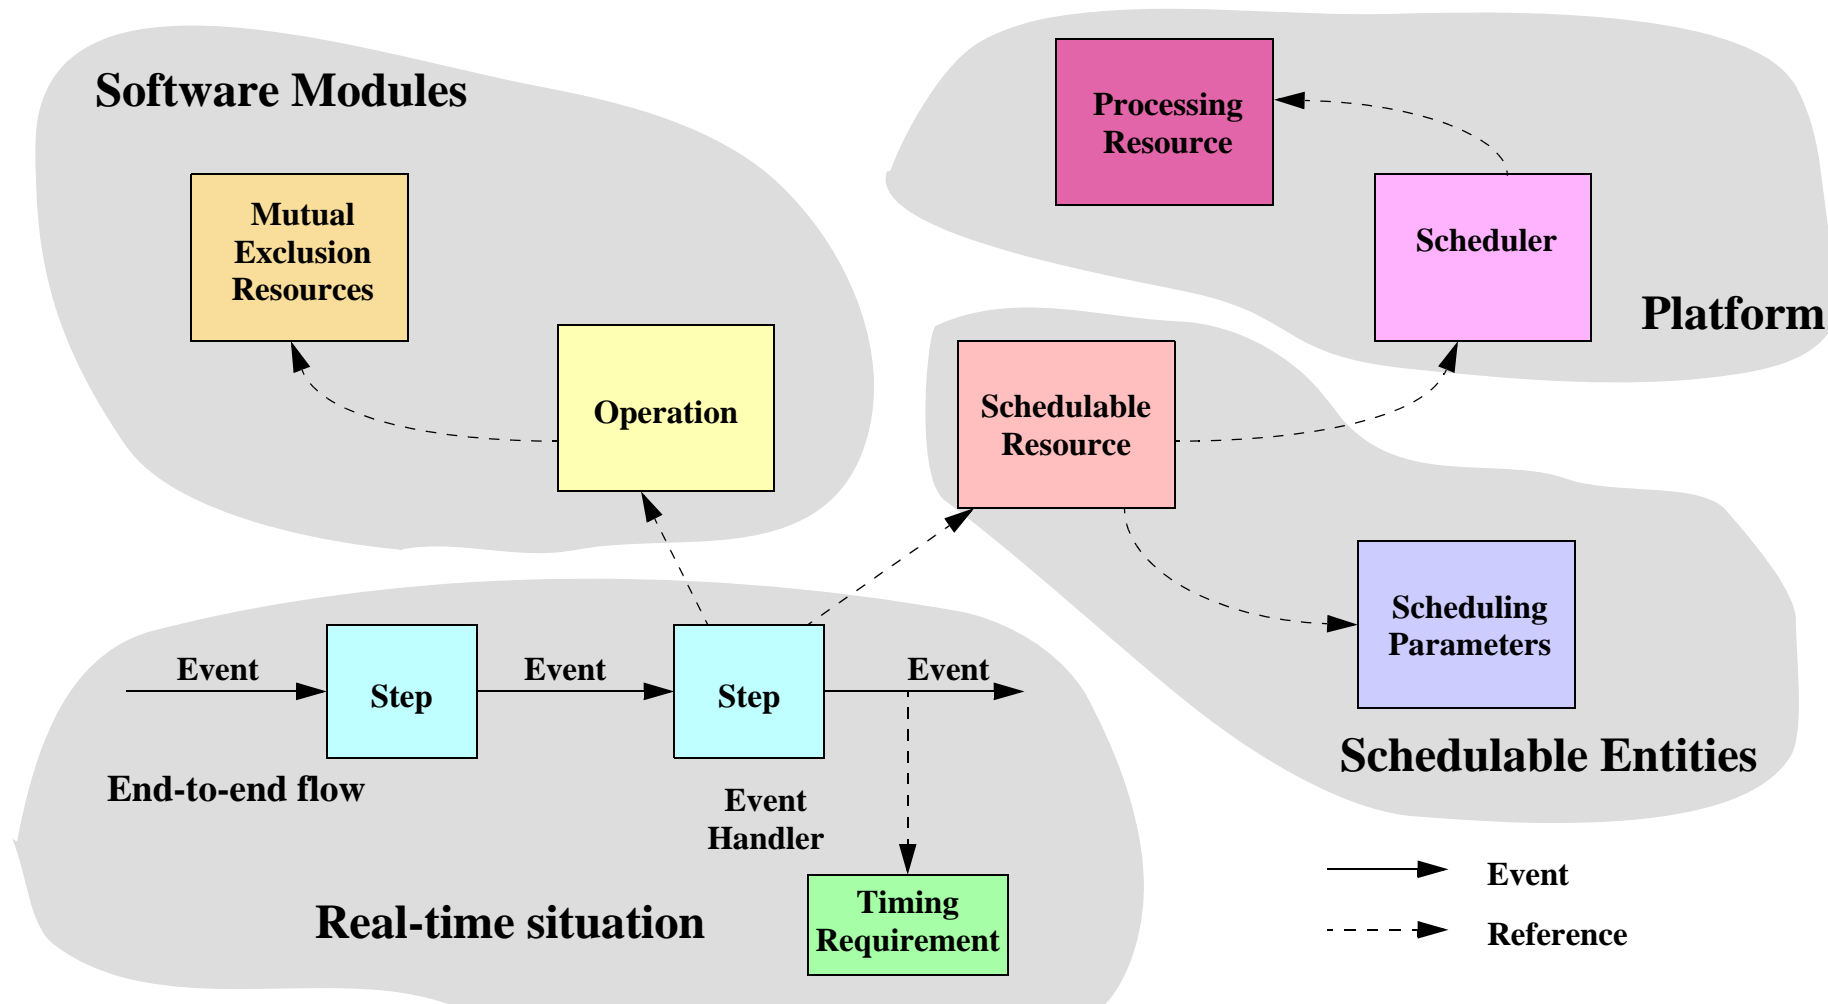 Software Modules
Mutual
Exclusion
Resources
Operation
Processing
Resource
Scheduler
Platform
Schedulable
Resource
Scheduling
Parameters
Schedulable Entities
Event
Step
Event
Step
Event
End-to-end flow
Event
Handler
Timing
Requirement
Real-time situation
Event
Reference